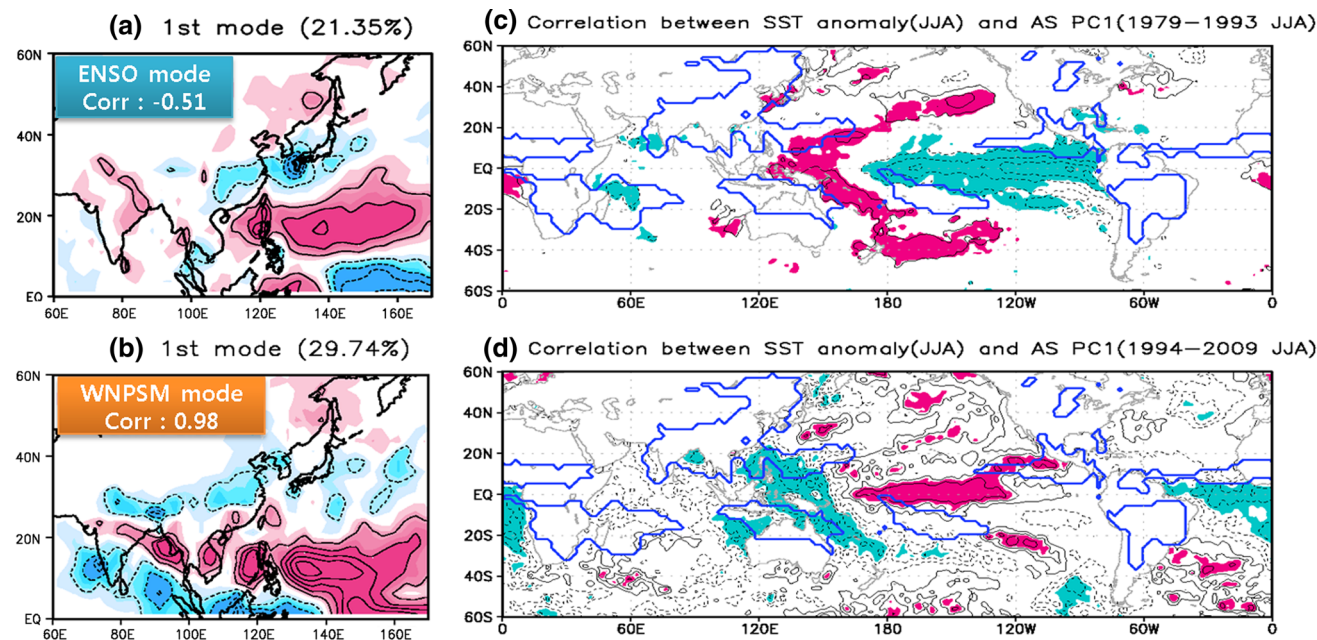 (a) 1st mode (21.35%)
ENSO mode
Corr : -0.51
60N
40N
20N
EQ
60E 80E 100E 120E 140E 160E
(c) Correlation between SST anomaly(JJA) and AS PC1(1979−1993 JJA)
60N
40N
20N
EQ
20S
40S
60S
0 60E 120E 180 120W 60W 0
(b) 1st mode (29.74%)
WNPSM mode
Corr : 0.98
60N
40N
20N
EQ
60E 80E 100E 120E 140E 160E
(d) Correlation between SST anomaly(JJA) and AS PC1(1994−2009 JJA)
60N
40N
20N
EQ
20S
40S
60S
0 60E 120E 180 120W 60W 0